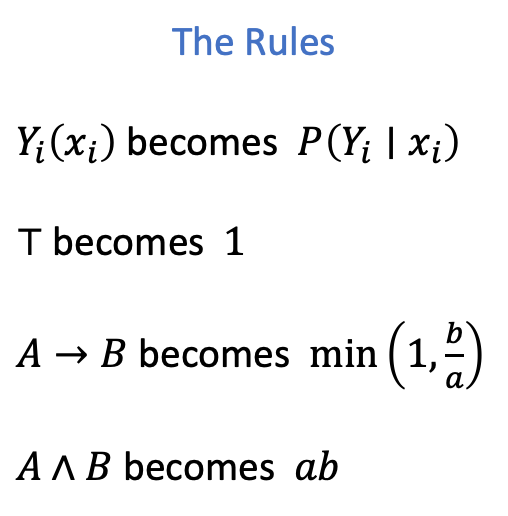 The Rules
Yᵢ(xᵢ) becomes P(Yᵢ | xᵢ)
⊤ becomes 1
A → B becomes min(1, b/a)
A ∧ B becomes ab